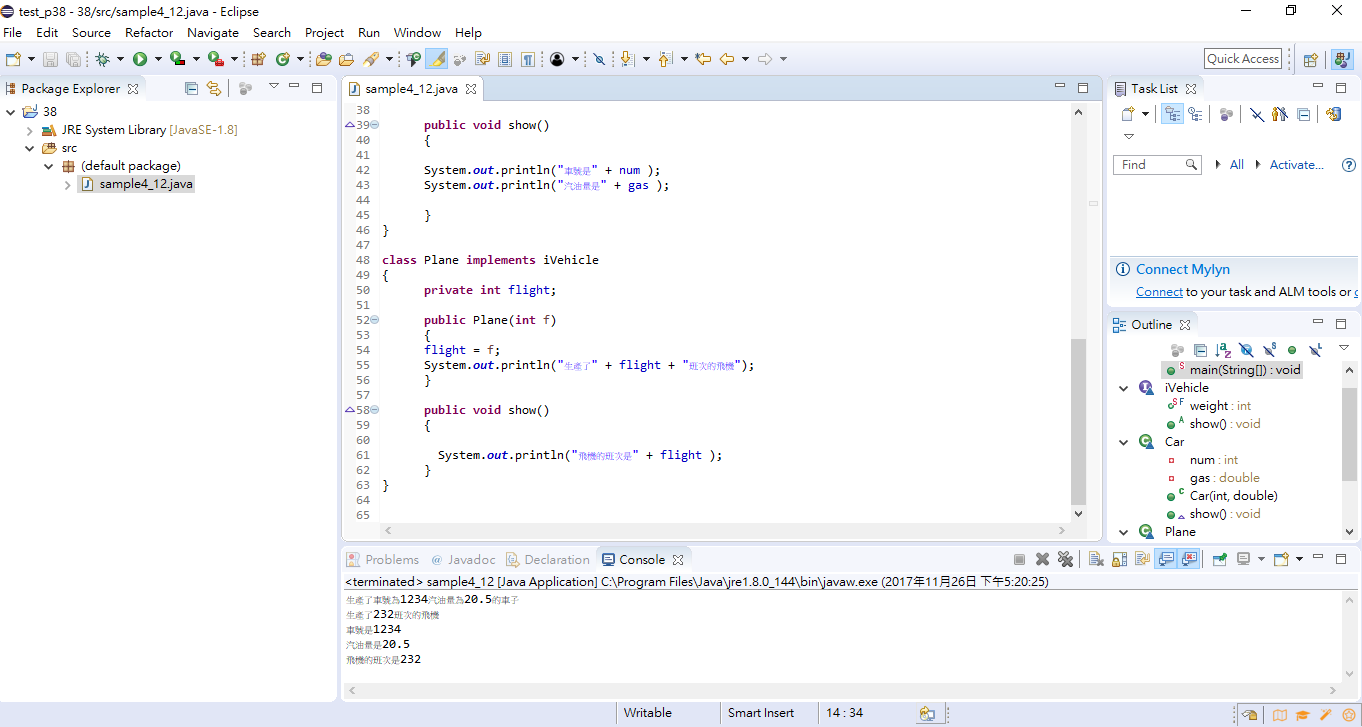 test_p38 - 38/src/sample4_12.java - Eclipse
File Edit Source Refactor Navigate Search Project Run Window Help
Quick Access
Package Explorer
38
JRE System Library [JavaSE-1.8]
src
(default package)
sample4_12.java
sample4_12.java
38
39 public void show()
40 {
41
42 System.out.println("車號是" + num );
43 System.out.println("汽油量是" + gas );
44
45 }
46 }
47
48 class Plane implements iVehicle
49 {
50 private int flight;
51
52 public Plane(int f)
53 {
54 flight = f;
55 System.out.println("生產了" + flight + "班次的飛機");
56 }
57
58 public void show()
59 {
60
61 System.out.println("飛機的班次是" + flight );
62 }
63 }
64
65
Task List
Find All Activate...
Connect Mylyn
Connect to your task and ALM tools or
Outline
main(String[]) : void
iVehicle
weight : int
show() : void
Car
num : int
gas : double
Car(int, double)
show() : void
Plane
Problems @ Javadoc Declaration Console
<terminated> sample4_12 [Java Application] C:\Program Files\Java\jre1.8.0_144\bin\javaw.exe (2017年11月26日 下午5:20:25)
生產了車號為1234汽油量為20.5的車子
生產了232班次的飛機
車號是1234
汽油量是20.5
飛機的班次是232
Writable Smart Insert 14 : 34